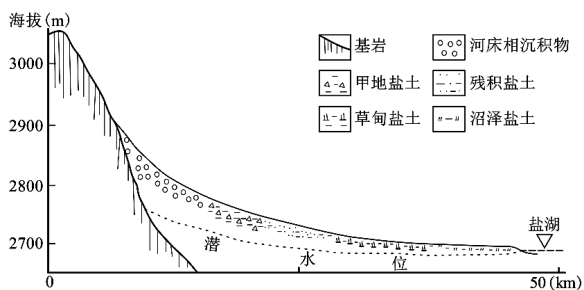 海拔(m)
3000
2900
2800
2700
基岩
河床相沉积物
甲地盐土
残积盐土
草甸盐土
沼泽盐土
盐湖
潜水位
0
50(km)